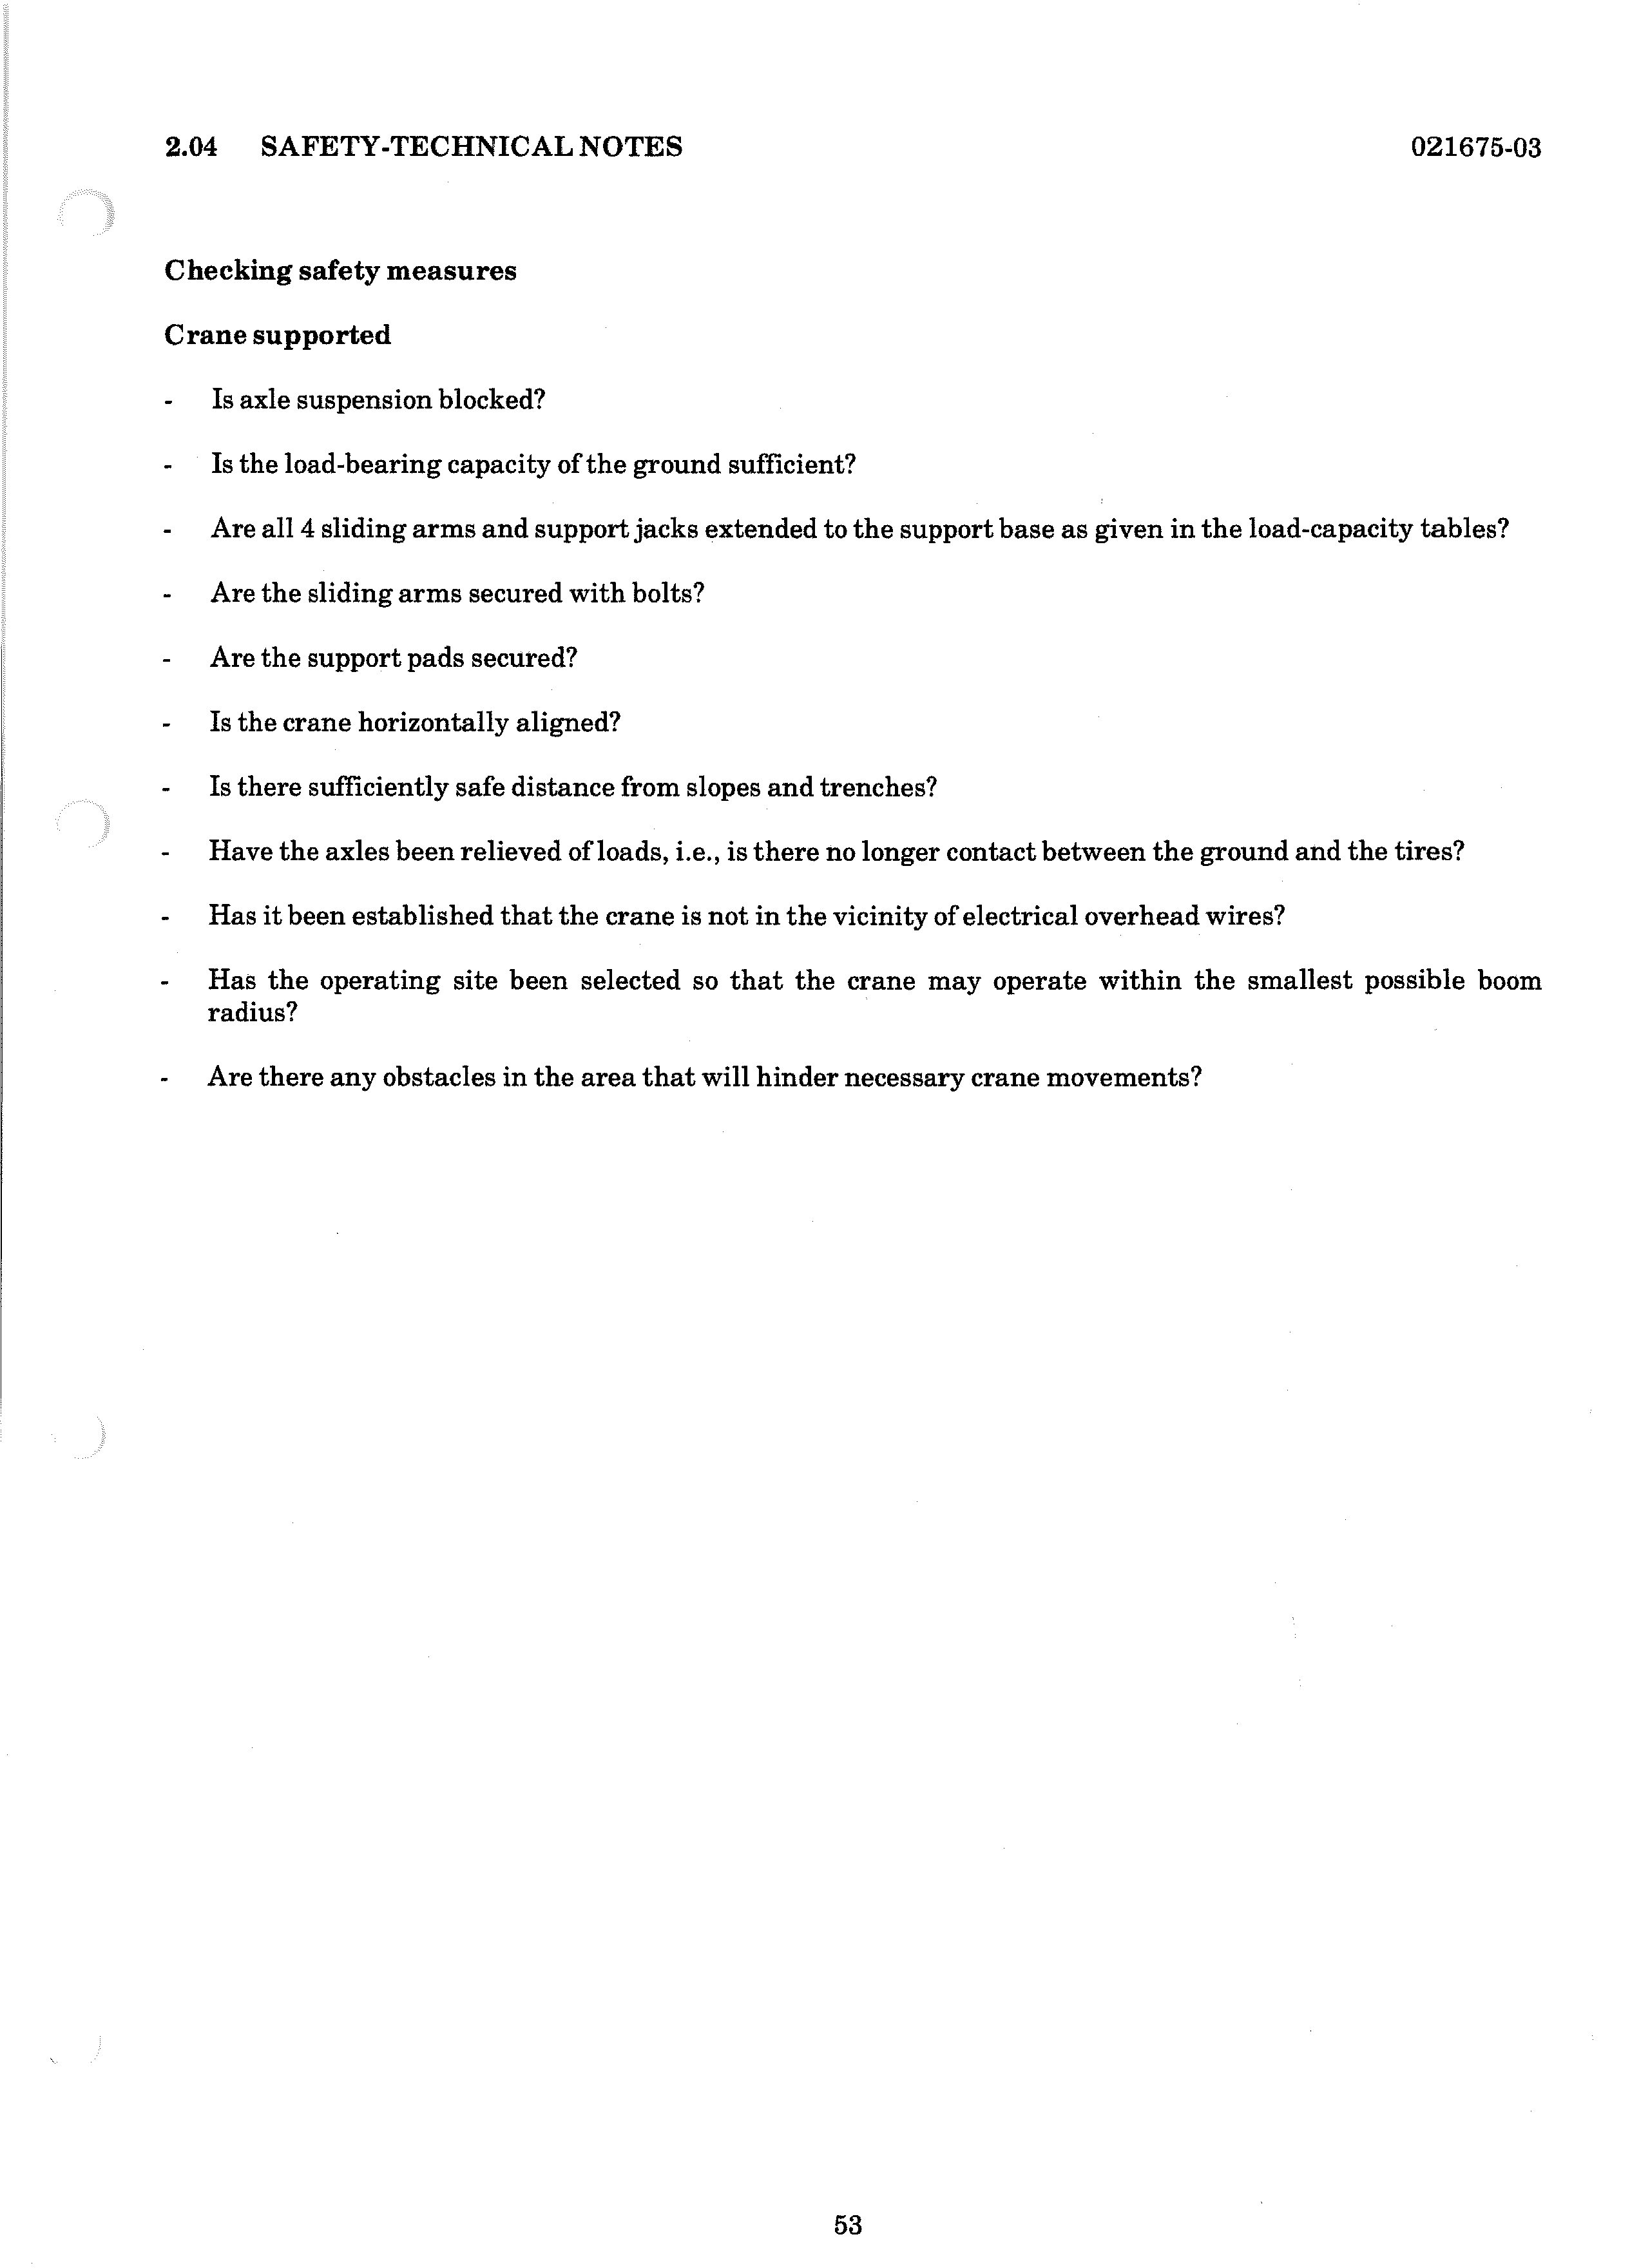 2.04 SAFETY-TECHNICAL NOTES 021675-03
Checking safety measures
Crane supported
- Is axle suspension blocked?
- Is the load-bearing capacity of the ground sufficient?
- Are all 4 sliding arms and support jacks extended to the support base as given in the load-capacity tables?
- Are the sliding arms secured with bolts?
- Are the support pads secured?
- Is the crane horizontally aligned?
- Is there sufficiently safe distance from slopes and trenches?
- Have the axles been relieved of loads, i.e., is there no longer contact between the ground and the tires?
- Has it been established that the crane is not in the vicinity of electrical overhead wires?
- Has the operating site been selected so that the crane may operate within the smallest possible boom
radius?
- Are there any obstacles in the area that will hinder necessary crane movements?
53